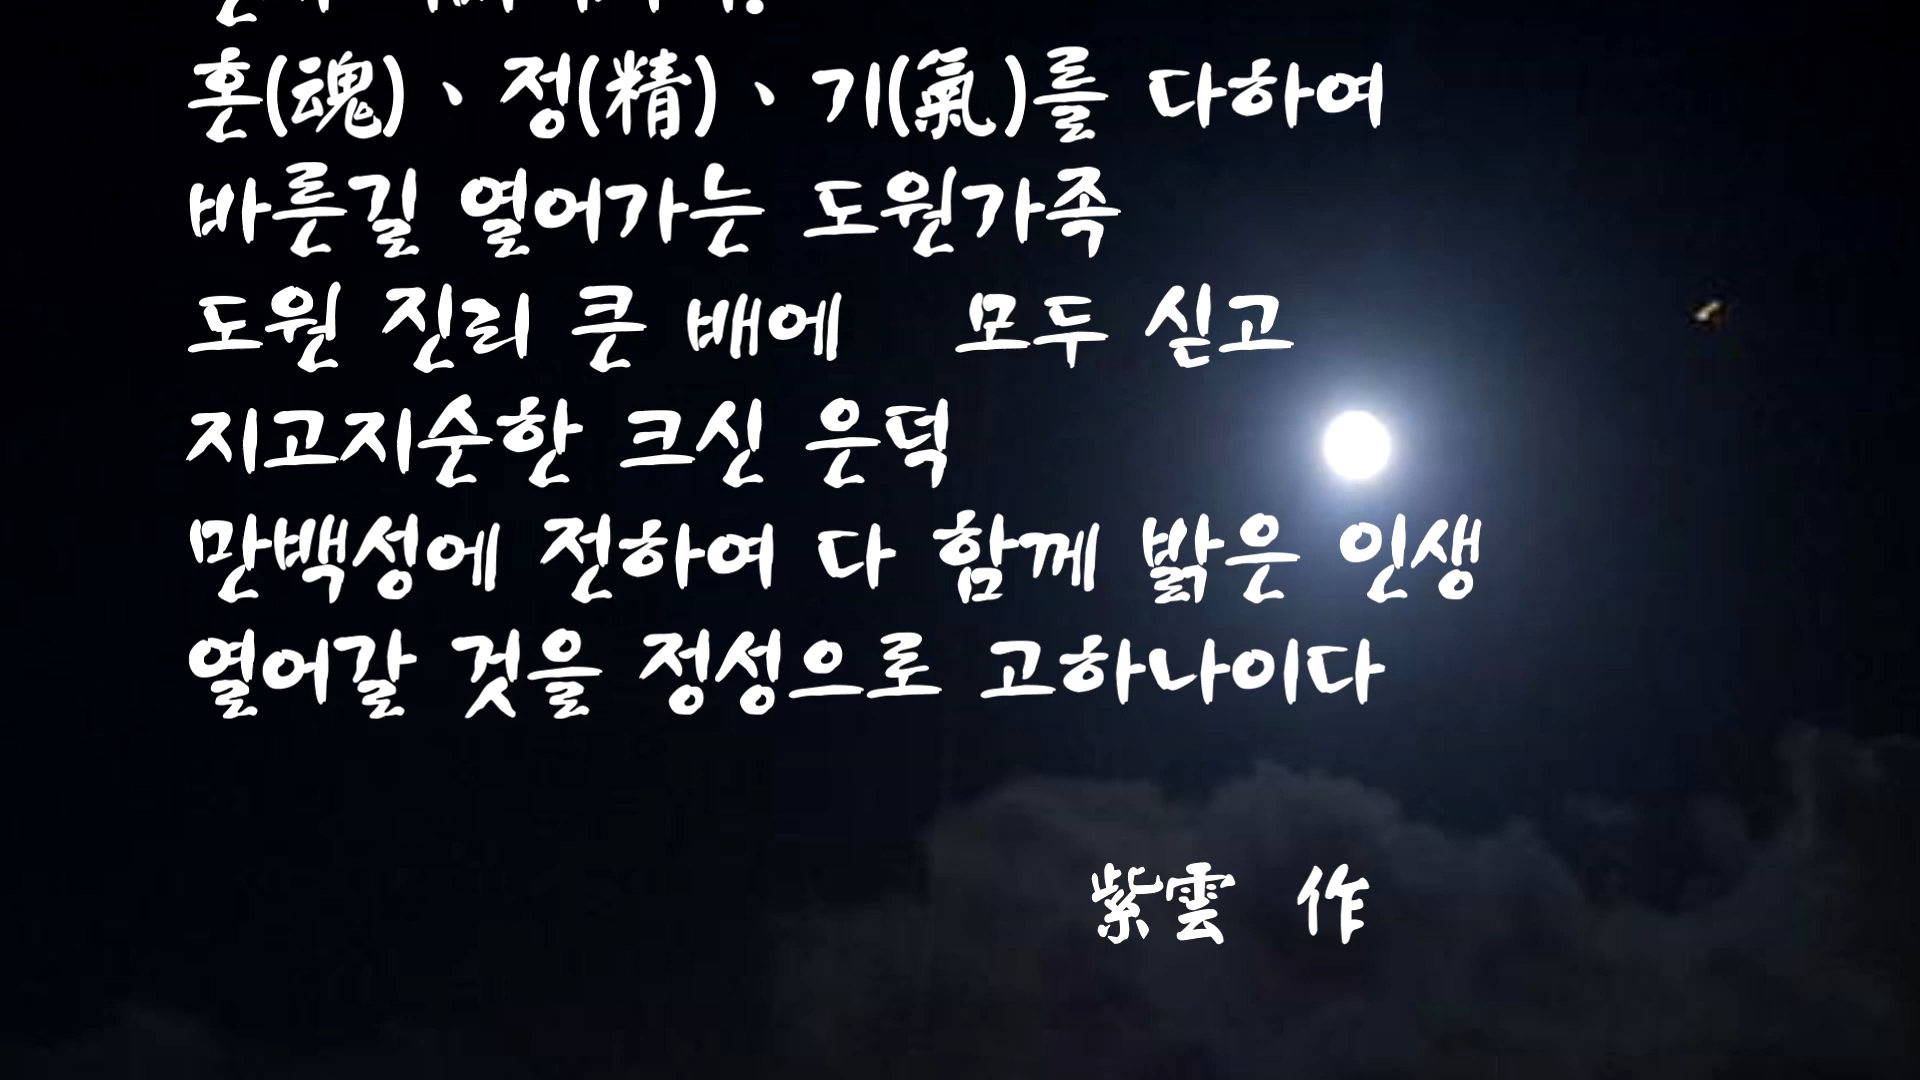 혼(魂)、정(精)、기(氣)를 다하여
바른길 열어가는 도원가족
도원 진리 큰 배에 모두 싣고
지고지순한 크신 은덕
만백성에 전하여 다 함께 밝은 인생
열어갈 것을 정성으로 고하나이다
紫雲 作